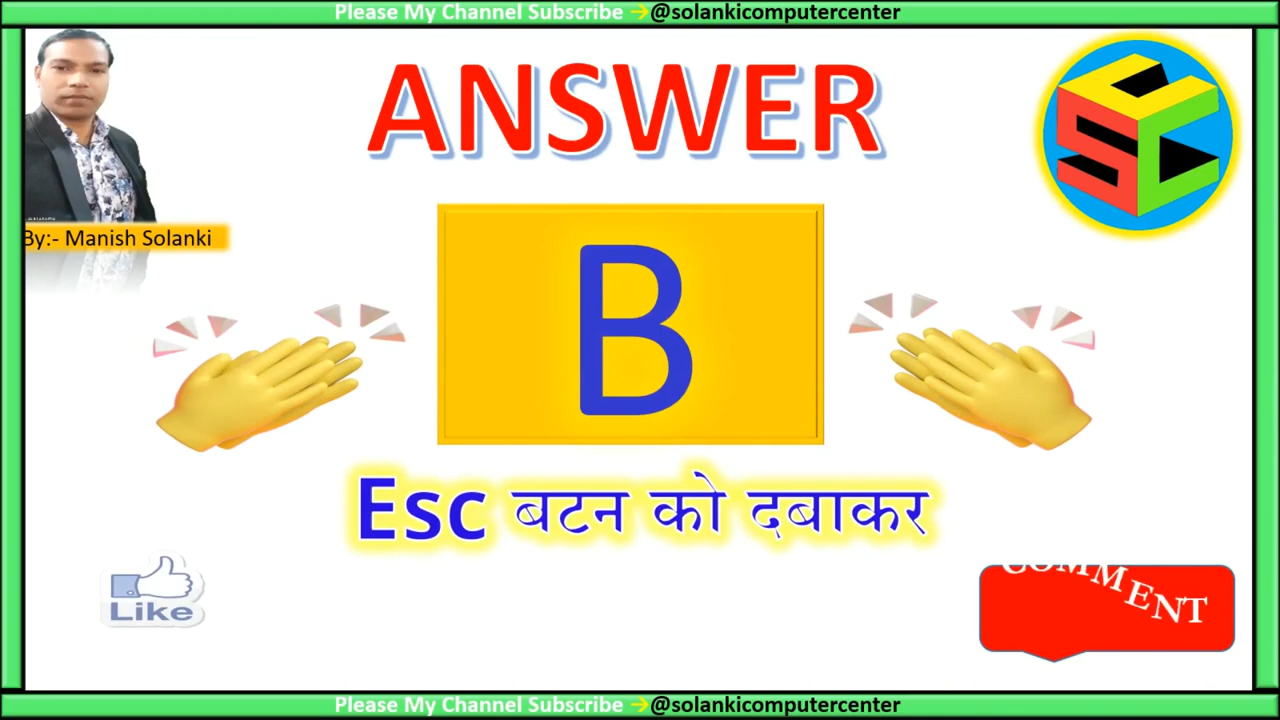 Please My Channel Subscribe →@solankicomputercenter
ANSWER
By:- Manish Solanki
B
Esc बटन को दबाकर
Like
COMMENT
Please My Channel Subscribe →@solankicomputercenter